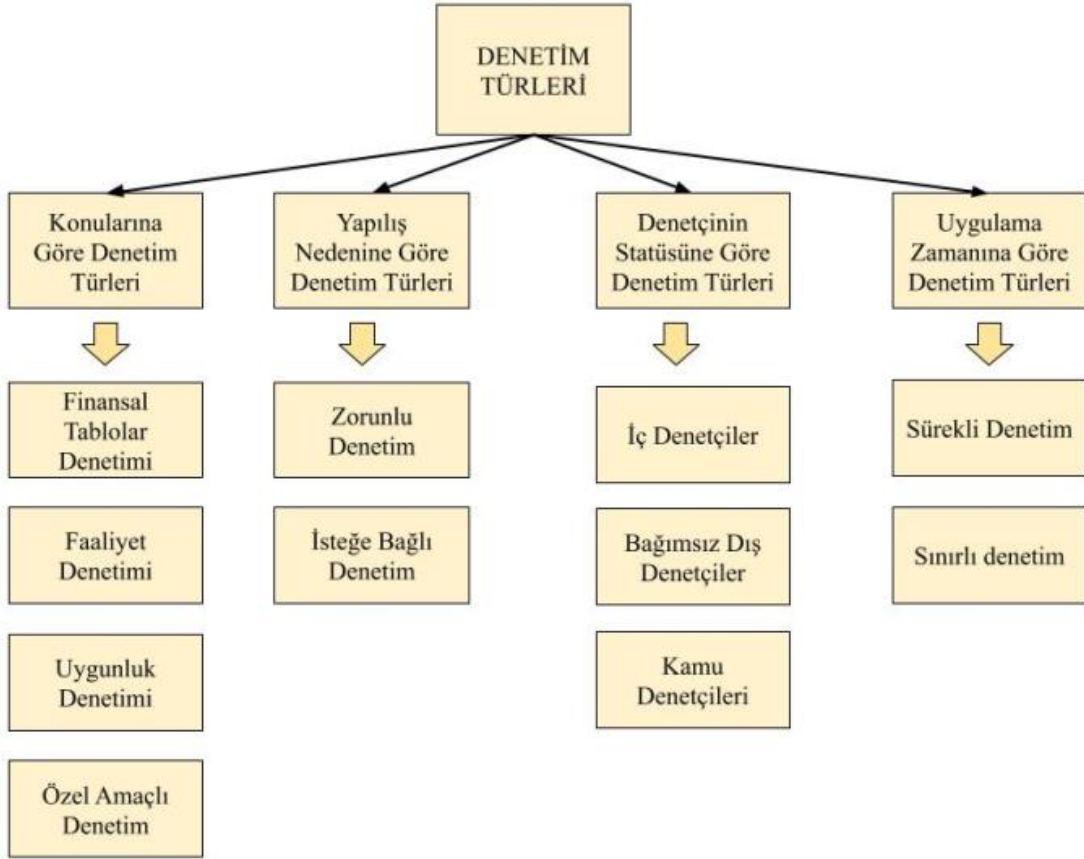 DENETİM
TÜRLERİ
Konularına
Göre Denetim
Türleri
Yapılış
Nedenine Göre
Denetim Türleri
Denetçinin
Statüsüne Göre
Denetim Türleri
Uygulama
Zamanına Göre
Denetim Türleri
Finansal
Tablolar
Denetimi
Zorunlu
Denetim
İç Denetçiler
Sürekli Denetim
Faaliyet
Denetimi
İsteğe Bağlı
Denetim
Bağımsız Dış
Denetçiler
Sınırlı denetim
Uygunluk
Denetimi
Kamu
Denetçileri
Özel Amaçlı
Denetim